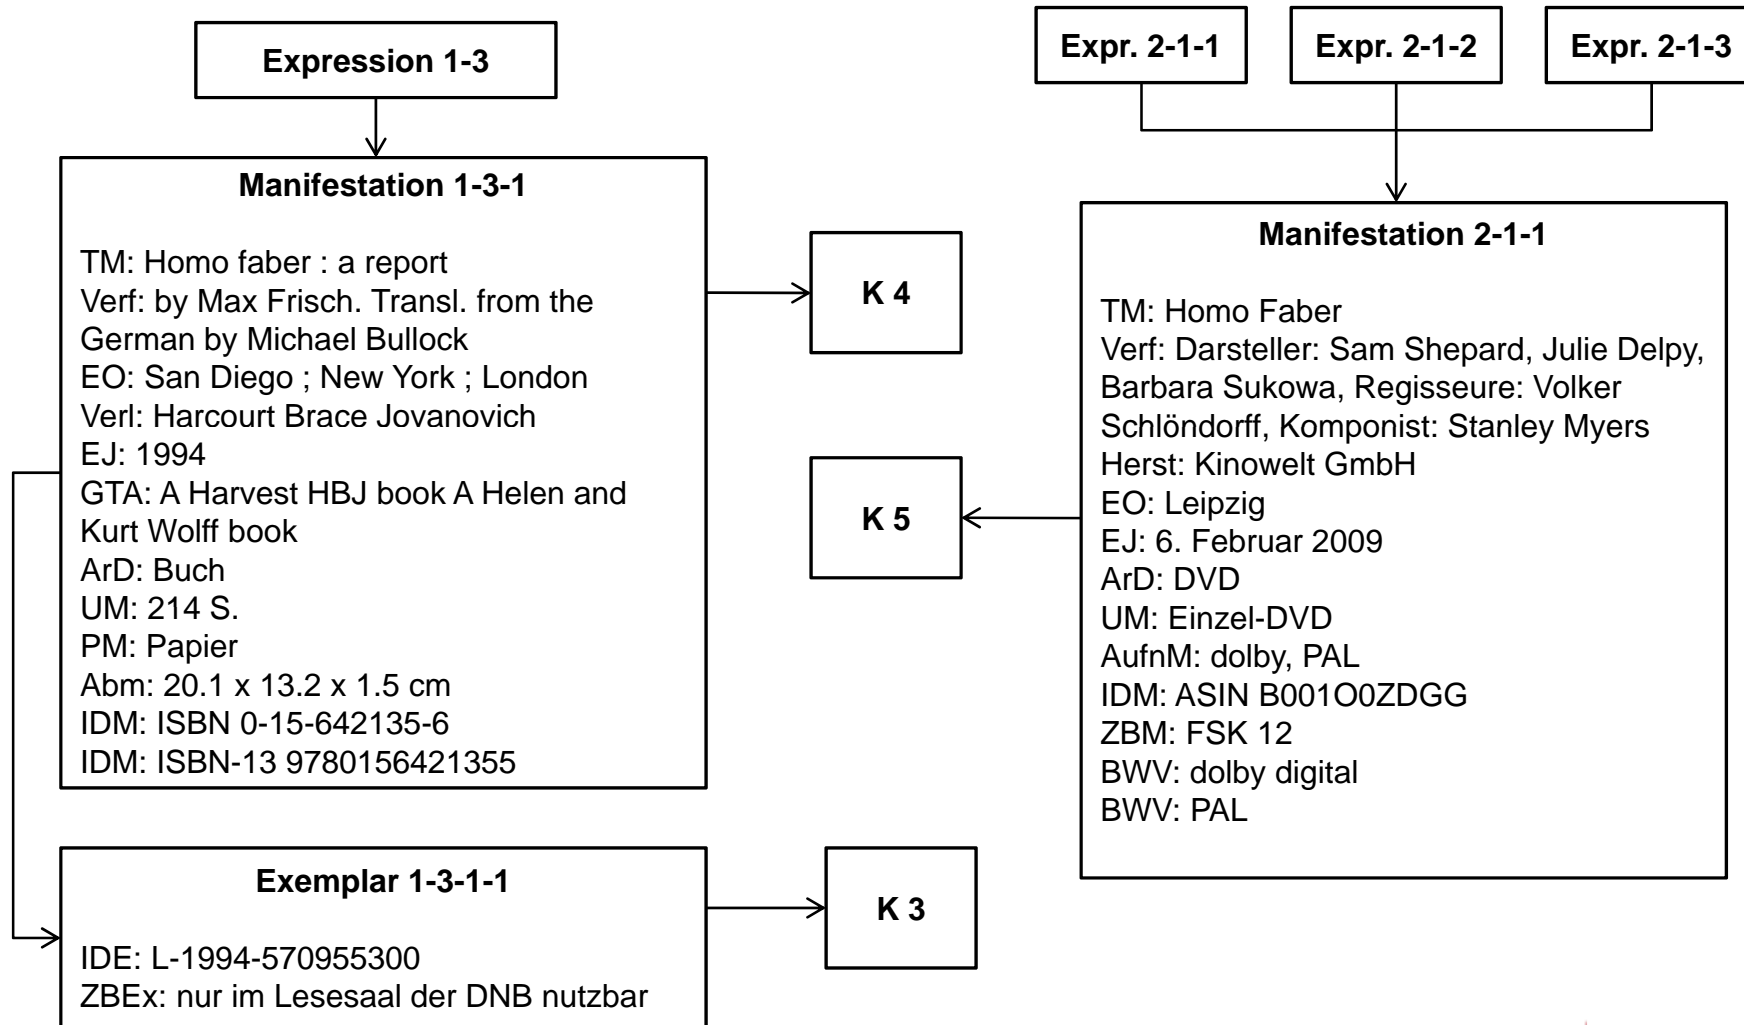 Expression 1-3
Manifestation 1-3-1
TM: Homo faber : a report
Verf: by Max Frisch. Transl. from the
German by Michael Bullock
EO: San Diego ; New York ; London
Verl: Harcourt Brace Jovanovich
EJ: 1994
GTA: A Harvest HBJ book A Helen and
Kurt Wolff book
ArD: Buch
UM: 214 S.
PM: Papier
Abm: 20.1 x 13.2 x 1.5 cm
IDM: ISBN 0-15-642135-6
IDM: ISBN-13 9780156421355
Exemplar 1-3-1-1
IDE: L-1994-570955300
ZBEx: nur im Lesesaal der DNB nutzbar
K 4
K 5
K 3
Expr. 2-1-1
Expr. 2-1-2
Expr. 2-1-3
Manifestation 2-1-1
TM: Homo Faber
Verf: Darsteller: Sam Shepard, Julie Delpy,
Barbara Sukowa, Regisseure: Volker
Schlöndorff, Komponist: Stanley Myers
Herst: Kinowelt GmbH
EO: Leipzig
EJ: 6. Februar 2009
ArD: DVD
UM: Einzel-DVD
AufnM: dolby, PAL
IDM: ASIN B001O0ZDGG
ZBM: FSK 12
BWV: dolby digital
BWV: PAL